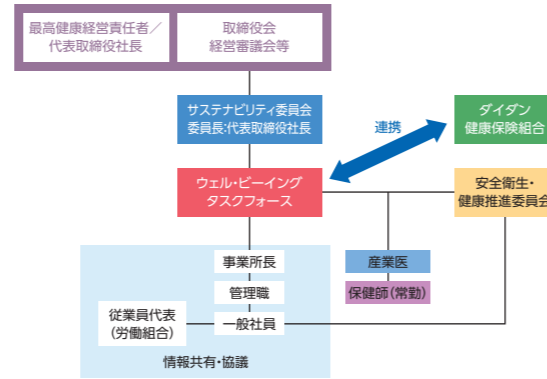 最高健康経営責任者／
代表取締役社長
取締役会
経営審議会等
サステナビリティ委員会
委員長:代表取締役社長
連携
ダイダン
健康保険組合
ウェル・ビーイング
タスクフォース
安全衛生・
健康推進委員会
事業所長
産業医
管理職
保健師（常勤）
従業員代表
（労働組合）
一般社員
情報共有・協議